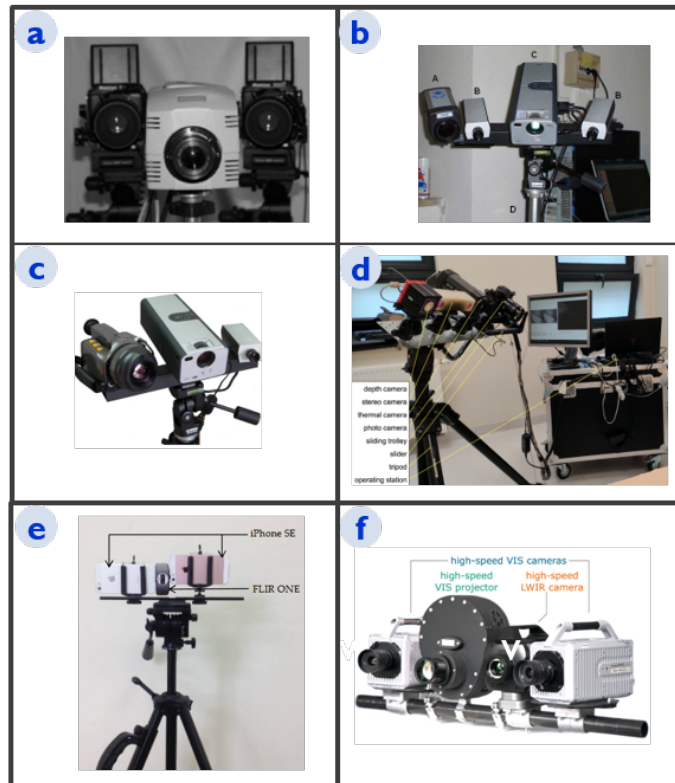 a
b
C
A
B
B
D
c
d
depth camera
stereo camera
thermal camera
photo camera
sliding trolley
slider
tripod
operating station
e
iPhone SE
FLIR ONE
f
high-speed VIS cameras
high-speed
VIS projector
high-speed
LWIR camera